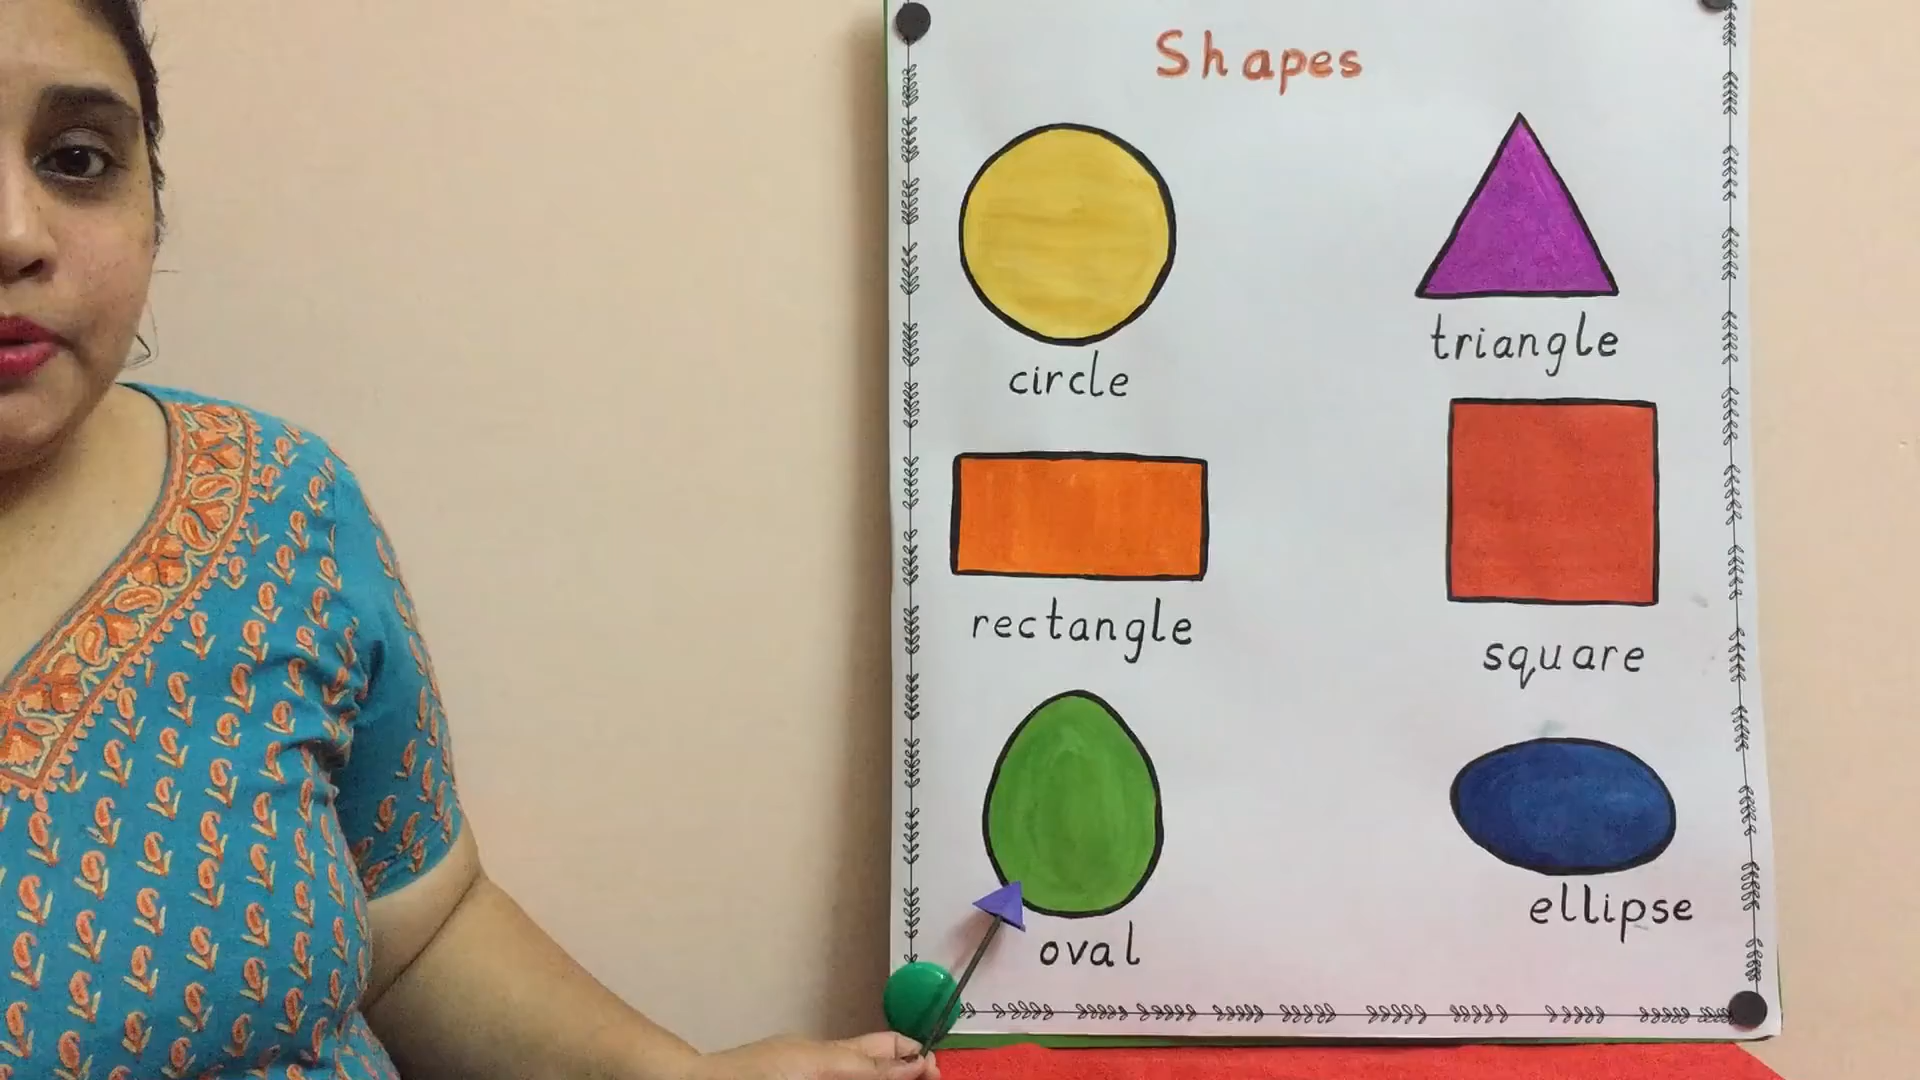 Shapes
circle
triangle
rectangle
square
oval
ellipse